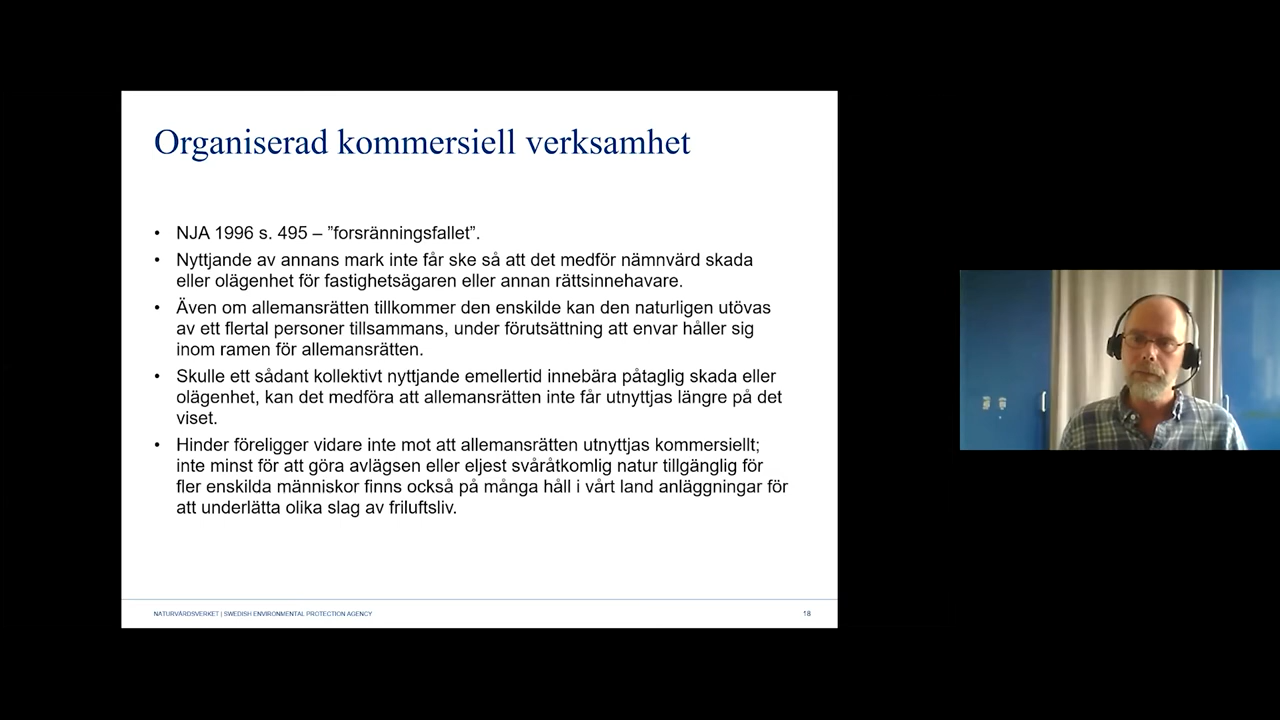 Organiserad kommersiell verksamhet
• NJA 1996 s. 495 – ”forsränningsfallet”.
• Nyttjande av annans mark inte får ske så att det medför nämnvärd skada
eller olägenhet för fastighetsägaren eller annan rättsinnehavare.
• Även om allemansrätten tillkommer den enskilde kan den naturligen utövas
av ett flertal personer tillsammans, under förutsättning att envar håller sig
inom ramen för allemansrätten.
• Skulle ett sådant kollektivt nyttjande emellertid innebära påtaglig skada eller
olägenhet, kan det medföra att allemansrätten inte får utnyttjas längre på det
viset.
• Hinder föreligger vidare inte mot att allemansrätten utnyttjas kommersiellt;
inte minst för att göra avlägsen eller eljest svåråtkomlig natur tillgänglig för
fler enskilda människor finns också på många håll i vårt land anläggningar för
att underlätta olika slag av friluftsliv.
NATURVÅRDSVERKET | SWEDISH ENVIRONMENTAL PROTECTION AGENCY
18